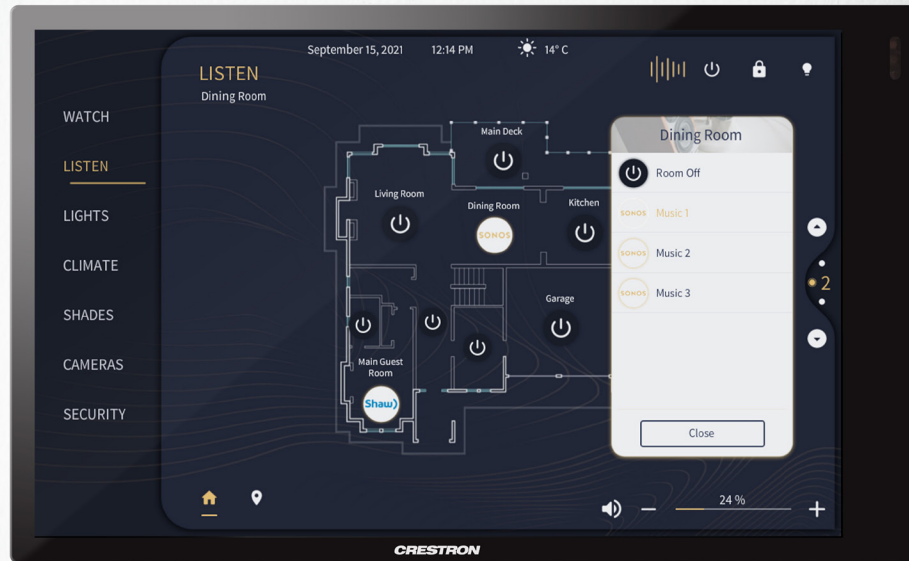 September 15, 2021 12:14 PM 14° C
LISTEN
Dining Room
WATCH
LISTEN
LIGHTS
CLIMATE
SHADES
CAMERAS
SECURITY
Main Deck
Living Room
Dining Room
SONOS
Kitchen
Garage
Main Guest
Room
Shaw)
Dining Room
Room Off
SONOS Music 1
SONOS Music 2
SONOS Music 3
Close
2
24 %
CRESTRON